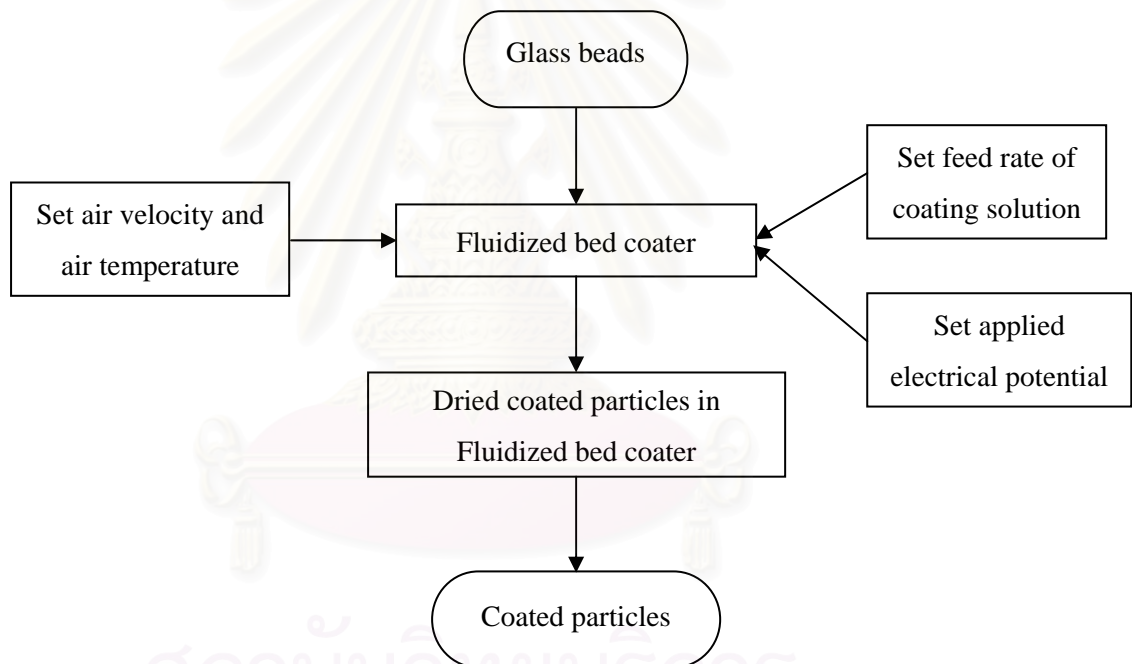 Glass beads
Set feed rate of
coating solution
Set air velocity and
air temperature
Fluidized bed coater
Set applied
electrical potential
Dried coated particles in
Fluidized bed coater
Coated particles